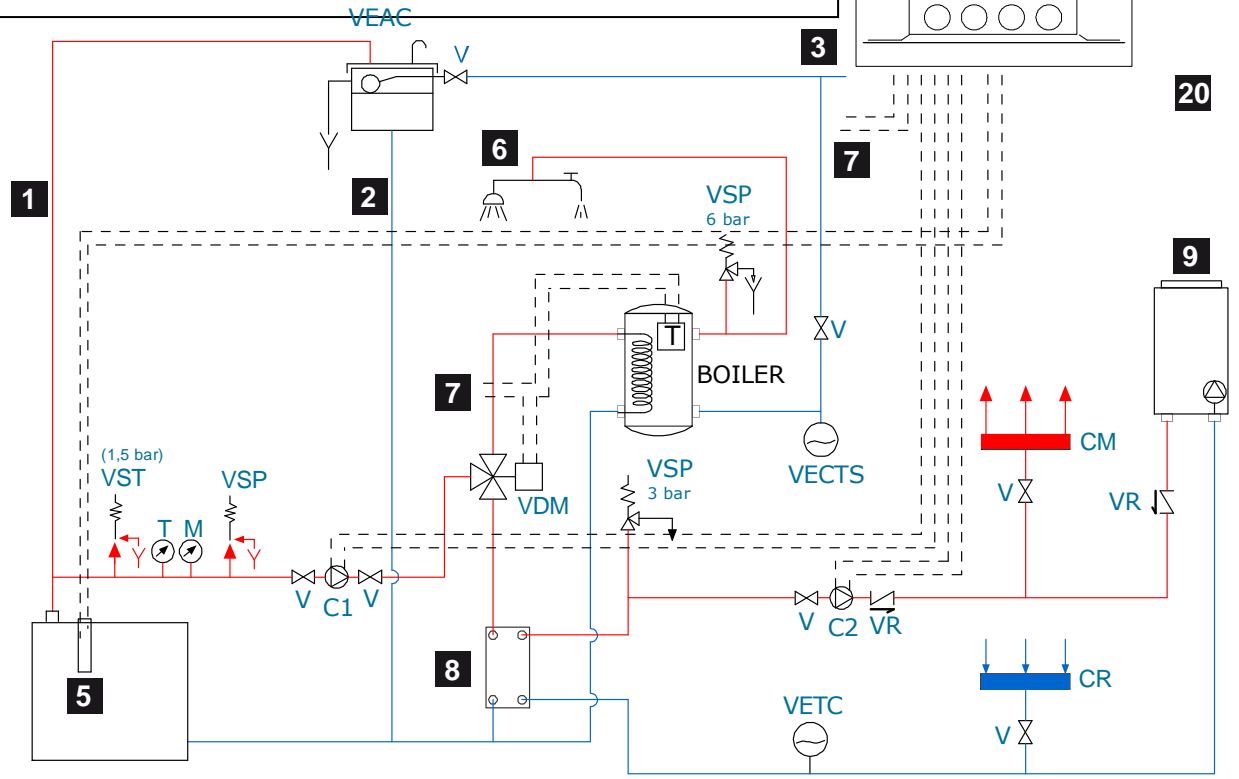 VEAC
V
3
20
7
6
1
2
VSP
6 bar
9
T
V
BOILER
7
CM
(1,5 bar)
VST
VSP
VECTS
VSP
3 bar
V
VR
VDM
T M
V C1 V
V C2 VR
8
5
CR
VETC
V